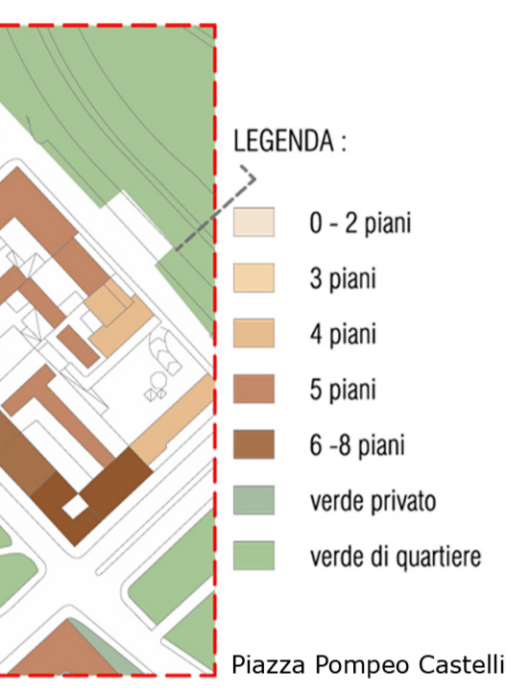 LEGENDA :
0 - 2 piani
3 piani
4 piani
5 piani
6 -8 piani
verde privato
verde di quartiere
Piazza Pompeo Castelli